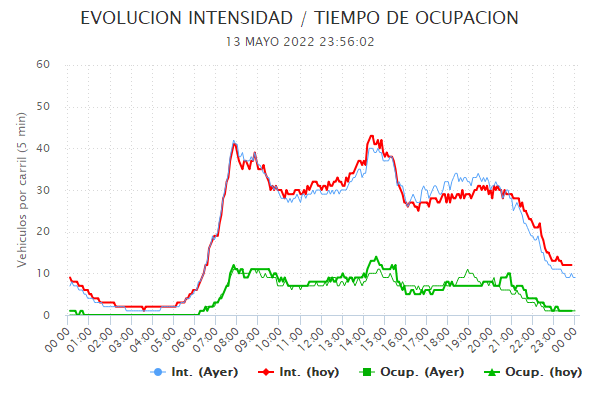 EVOLUCION INTENSIDAD / TIEMPO DE OCUPACION
13 MAYO 2022 23:56:02
Vehiculos por carril (5 min)
60
50
40
30
20
10
0
00:00 01:00 02:00 03:00 04:00 05:00 06:00 07:00 08:00 09:00 10:00 11:00 12:00 13:00 14:00 15:00 16:00 17:00 18:00 19:00 20:00 21:00 22:00 23:00 00:00
Int. (Ayer) Int. (hoy) Ocup. (Ayer) Ocup. (hoy)